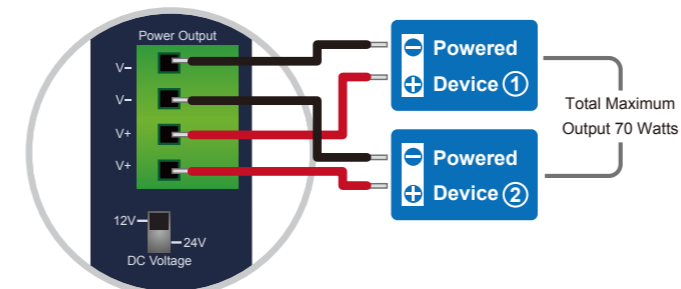 Power Output
V−
V−
V+
V+
12V
24V
DC Voltage
− Powered
+ Device ①
− Powered
+ Device ②
Total Maximum
Output 70 Watts